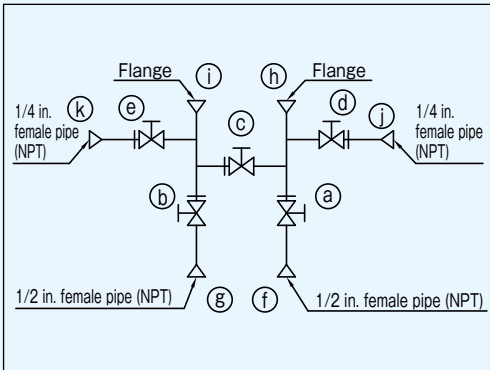 Flange
i
h
Flange
k
e
d
j
1/4 in.
female pipe
(NPT)
c
1/4 in.
female pipe
(NPT)
b
a
g
f
1/2 in. female pipe (NPT)
1/2 in. female pipe (NPT)